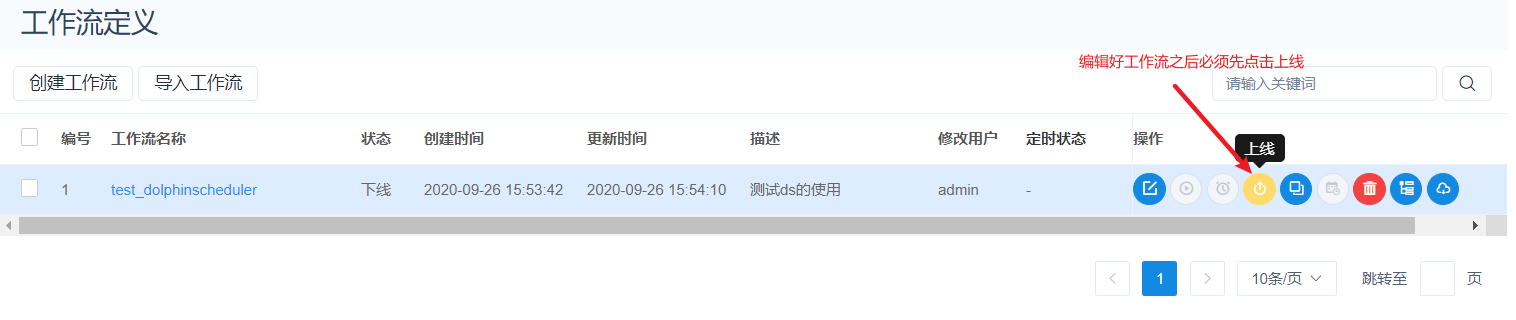 工作流定义
编辑好工作流之后必须先点击上线
创建工作流 导入工作流 请输入关键词
编号 工作流名称 状态 创建时间 更新时间 描述 修改用户 定时状态 操作
上线
1 test_dolphinscheduler 下线 2020-09-26 15:53:42 2020-09-26 15:54:10 测试ds的使用 admin -
1 10条/页 跳转至 页